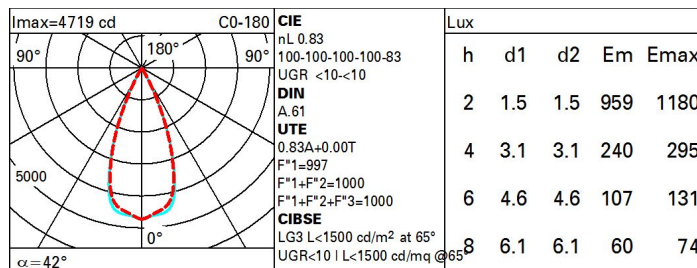 Imax=4719 cd C0-180
90° 180° 90°
5000
0°
α=42°
CIE
nL 0.83
100-100-100-100-83
UGR <10-<10
DIN
A.61
UTE
0.83A+0.00T
F"1=997
F"1+F"2=1000
F"1+F"2+F"3=1000
CIBSE
LG3 L<1500 cd/m² at 65°
UGR<10 | L<1500 cd/mq @65°
Lux
h d1 d2 Em Emax
2 1.5 1.5 959 1180
4 3.1 3.1 240 295
6 4.6 4.6 107 131
8 6.1 6.1 60 74